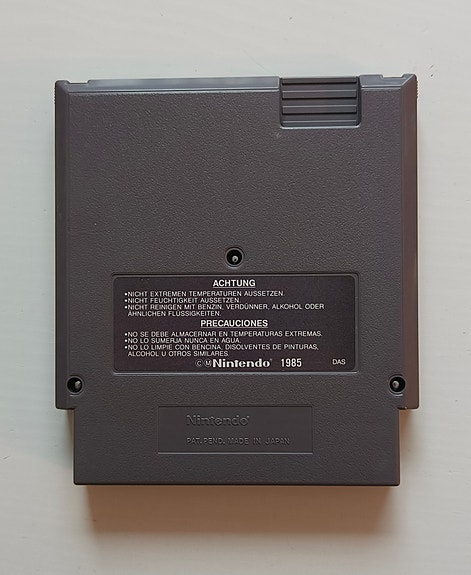 ACHTUNG
•NICHT EXTREMEN TEMPERATUREN AUSSETZEN.
•NICHT FEUCHTIGKEIT AUSSETZEN.
•NICHT REINIGEN MIT BENZIN, VERDÜNNER, ALKOHOL ODER
ÄHNLICHEN FLÜSSIGKEITEN.
PRECAUCIONES
•NO SE DEBE ALMACERNAR EN TEMPERATURAS EXTREMAS.
•NO LO SUMERJA NUNCA EN AGUA.
•NO LO LIMPIE CON BENCINA, DISOLVENTES DE PINTURAS,
ALCOHOL U OTROS SIMILARES.
ⒸⓂNintendo® 1985 DAS
Nintendo®
PAT.PEND. MADE IN JAPAN